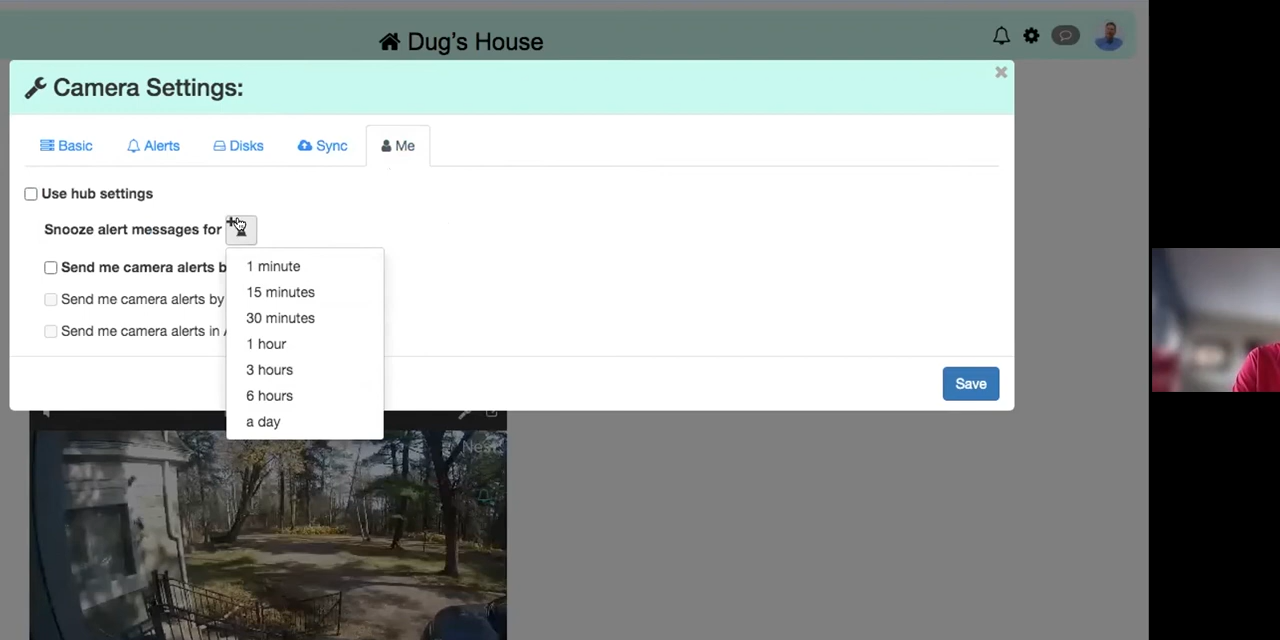 Dug's House
Camera Settings:
Basic
Alerts
Disks
Sync
Me
Use hub settings
Snooze alert messages for
Send me camera alerts b
Send me camera alerts by
Send me camera alerts in
1 minute
15 minutes
30 minutes
1 hour
3 hours
6 hours
a day
Save
Nest